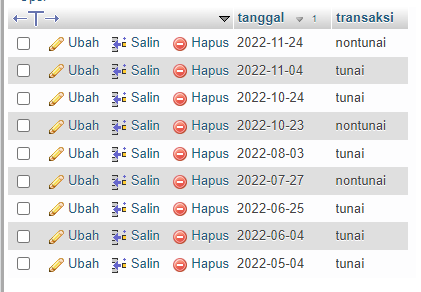 tanggal 1 transaksi
Ubah Salin Hapus 2022-11-24 nontunai
Ubah Salin Hapus 2022-11-04 tunai
Ubah Salin Hapus 2022-10-24 tunai
Ubah Salin Hapus 2022-10-23 nontunai
Ubah Salin Hapus 2022-08-03 tunai
Ubah Salin Hapus 2022-07-27 nontunai
Ubah Salin Hapus 2022-06-25 tunai
Ubah Salin Hapus 2022-06-04 tunai
Ubah Salin Hapus 2022-05-04 tunai